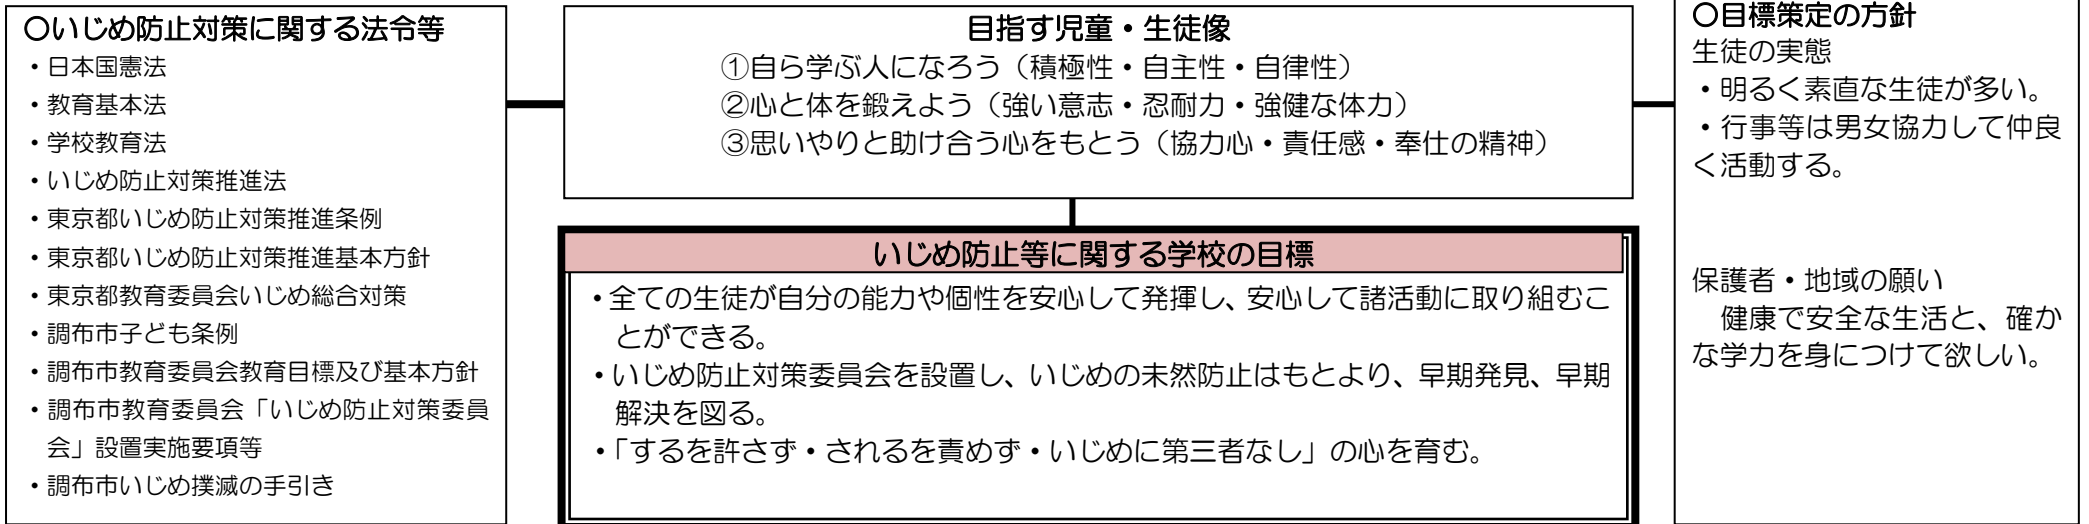 〇いじめ防止対策に関する法令等
・日本国憲法
・教育基本法
・学校教育法
・いじめ防止対策推進法
・東京都いじめ防止対策推進条例
・東京都いじめ防止対策推進基本方針
・東京都教育委員会いじめ総合対策
・調布市子ども条例
・調布市教育委員会教育目標及び基本方針
・調布市教育委員会「いじめ防止対策委員
会」設置実施要項等
・調布市いじめ撲滅の手引き
目指す児童・生徒像
①自ら学ぶ人になろう（積極性・自主性・自律性）
②心と体を鍛えよう（強い意志・忍耐力・強健な体力）
③思いやりと助け合う心をもとう（協力心・責任感・奉仕の精神）
いじめ防止等に関する学校の目標
・全ての生徒が自分の能力や個性を安心して発揮し、安心して諸活動に取り組むこ
とができる。
・いじめ防止対策委員会を設置し、いじめの未然防止はもとより、早期発見、早期
解決を図る。
・「するを許さず・されるを責めず・いじめに第三者なし」の心を育む。
〇目標策定の方針
生徒の実態
・明るく素直な生徒が多い。
・行事等は男女協力して仲良
く活動する。
保護者・地域の願い
健康で安全な生活と、確か
な学力を身につけて欲しい。